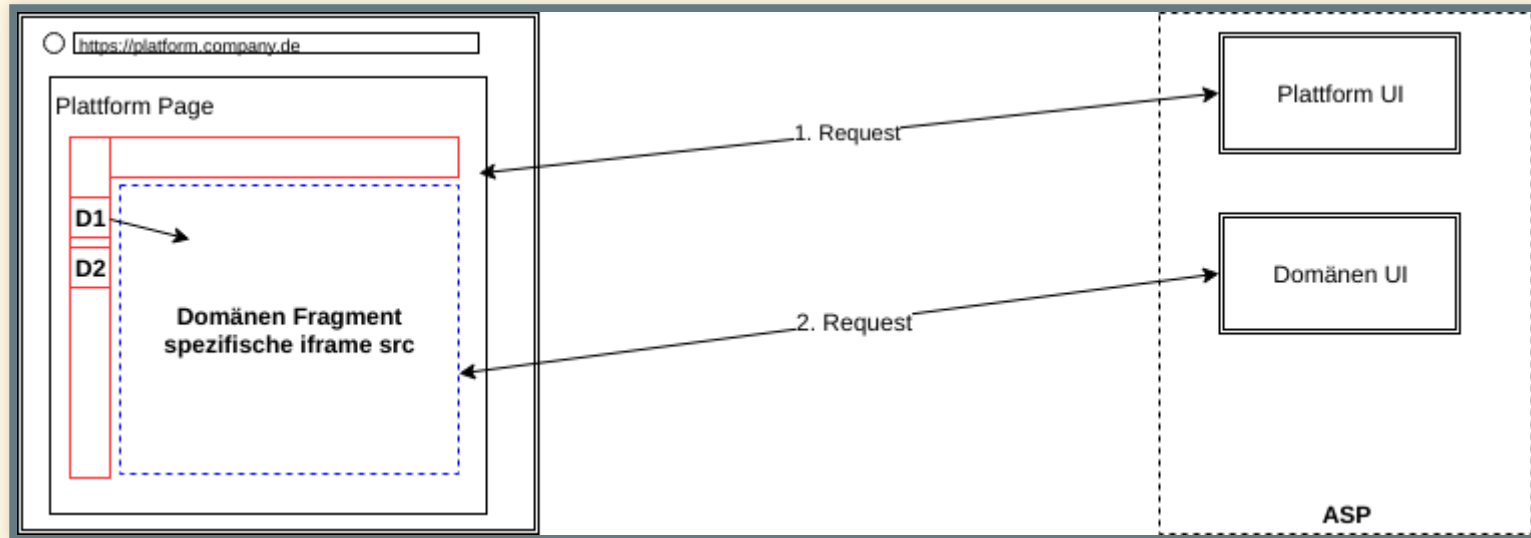 https://platform.company.de
Plattform Page
D1
D2
Domänen Fragment
spezifische iframe src
1. Request
2. Request
Plattform UI
Domänen UI
ASP